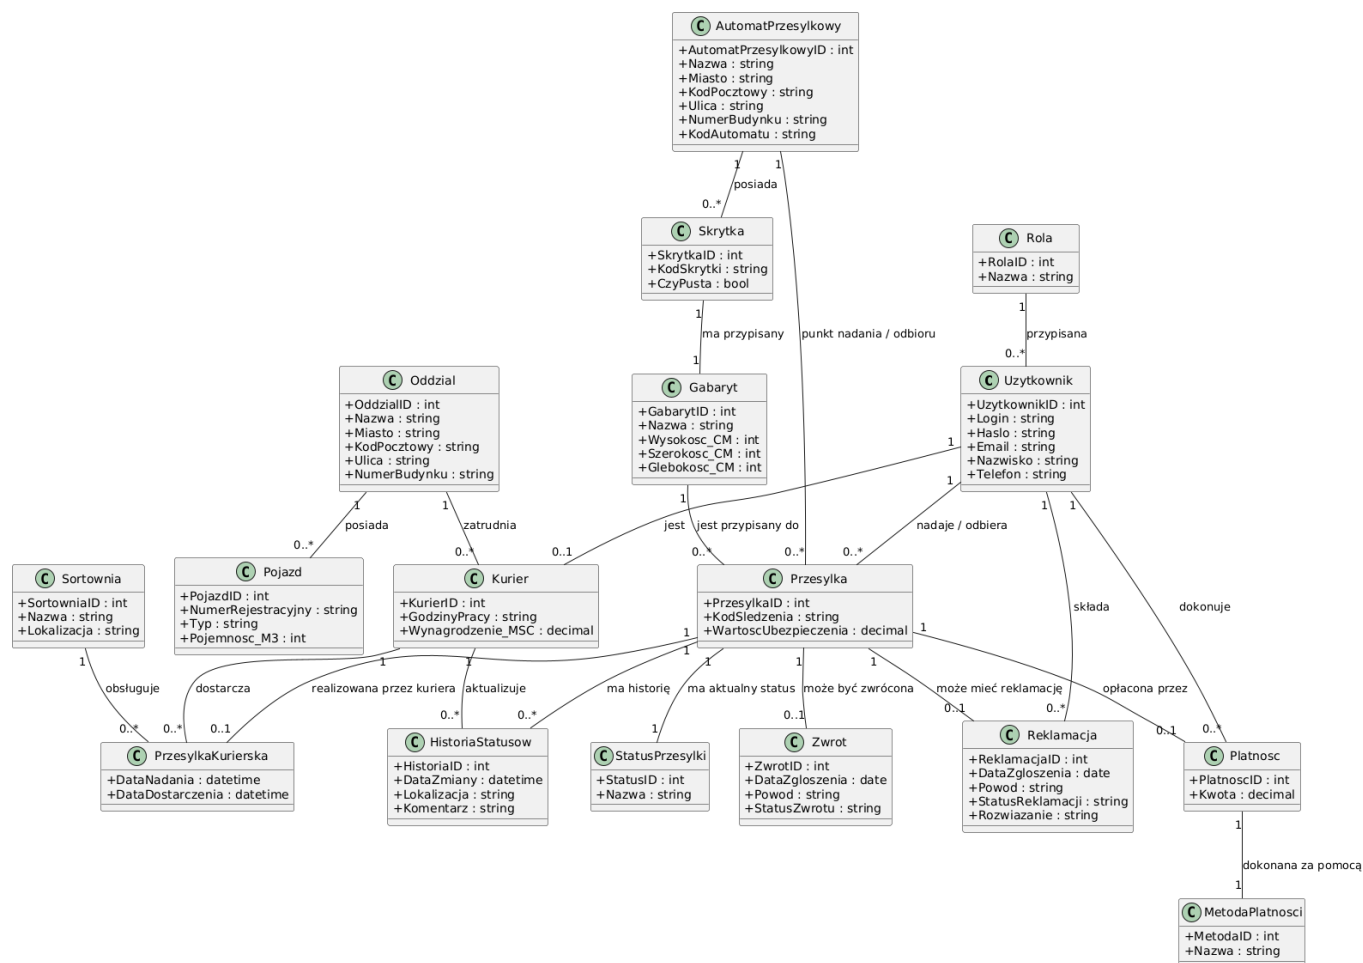 C AutomatPrzesylkowy
+AutomatPrzesylkowyID : int
+Nazwa : string
+Miasto : string
+KodPocztowy : string
+Ulica : string
+NumerBudynku : string
+KodAutomatu : string
1
1
posiada
0..*
C Skrytka
+SkrytkaID : int
+KodSkrytki : string
+CzyPusta : bool
C Rola
+RolaID : int
+Nazwa : string
1
ma przypisany
1
punkt nadania / odbioru
1
przypisana
0..*
C Oddzial
+OddzialID : int
+Nazwa : string
+Miasto : string
+KodPocztowy : string
+Ulica : string
+NumerBudynku : string
C Gabaryt
+GabarytID : int
+Nazwa : string
+Wysokosc_CM : int
+Szerokosc_CM : int
+Glebokosc_CM : int
C Uzytkownik
+UzytkownikID : int
+Login : string
+Haslo : string
+Email : string
+Nazwisko : string
+Telefon : string
1
1
1
1
1
1
1
posiada
zatrudnia
jest
jest przypisany do
nadaje / odbiera
0..*
0..*
0..1
0..*
0..*
0..*
C Sortownia
+SortowniaID : int
+Nazwa : string
+Lokalizacja : string
C Pojazd
+PojazdID : int
+NumerRejestracyjny : string
+Typ : string
+Pojemnosc_M3 : int
C Kurier
+KurierID : int
+GodzinyPracy : string
+Wynagrodzenie_MSC : decimal
C Przesylka
+PrzesylkaID : int
+KodSledzenia : string
+WartoscUbezpieczenia : decimal
składa
dokonuje
1
1
1
1
1
1
1
1
1
obsługuje
dostarcza
realizowana przez kuriera
aktualizuje
ma historię
ma aktualny status
może być zwrócona
może mieć reklamację
opłacona przez
0..*
0..*
0..1
0..*
0..*
1
0..1
0..1
0..*
0..1
0..*
C PrzesylkaKurierska
+DataNadania : datetime
+DataDostarczenia : datetime
C HistoriaStatusow
+HistoriaID : int
+DataZmiany : datetime
+Lokalizacja : string
+Komentarz : string
C StatusPrzesylki
+StatusID : int
+Nazwa : string
C Zwrot
+ZwrotID : int
+DataZgloszenia : date
+Powod : string
+StatusZwrotu : string
C Reklamacja
+ReklamacjaID : int
+DataZgloszenia : date
+Powod : string
+StatusReklamacji : string
+Rozwiazanie : string
C Platnosc
+PlatnoscID : int
+Kwota : decimal
1
dokonana za pomocą
1
C MetodaPlatnosci
+MetodaID : int
+Nazwa : string